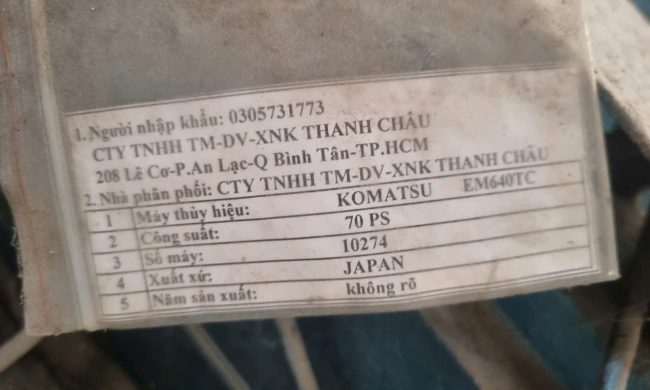 1. Người nhập khẩu: 0305731773
CTY TNHH TM-DV-XNK THANH CHÂU
208 Lê Cơ-P.An Lạc-Q Bình Tân-TP.HCM
2. Nhà phân phối: CTY TNHH TM-DV-XNK THANH CHÂU
1 Máy thủy hiệu: KOMATSU EM640TC
2 Công suất: 70 PS
3 Số máy: 10274
4 Xuất xứ: JAPAN
5 Năm sản xuất: không rõ